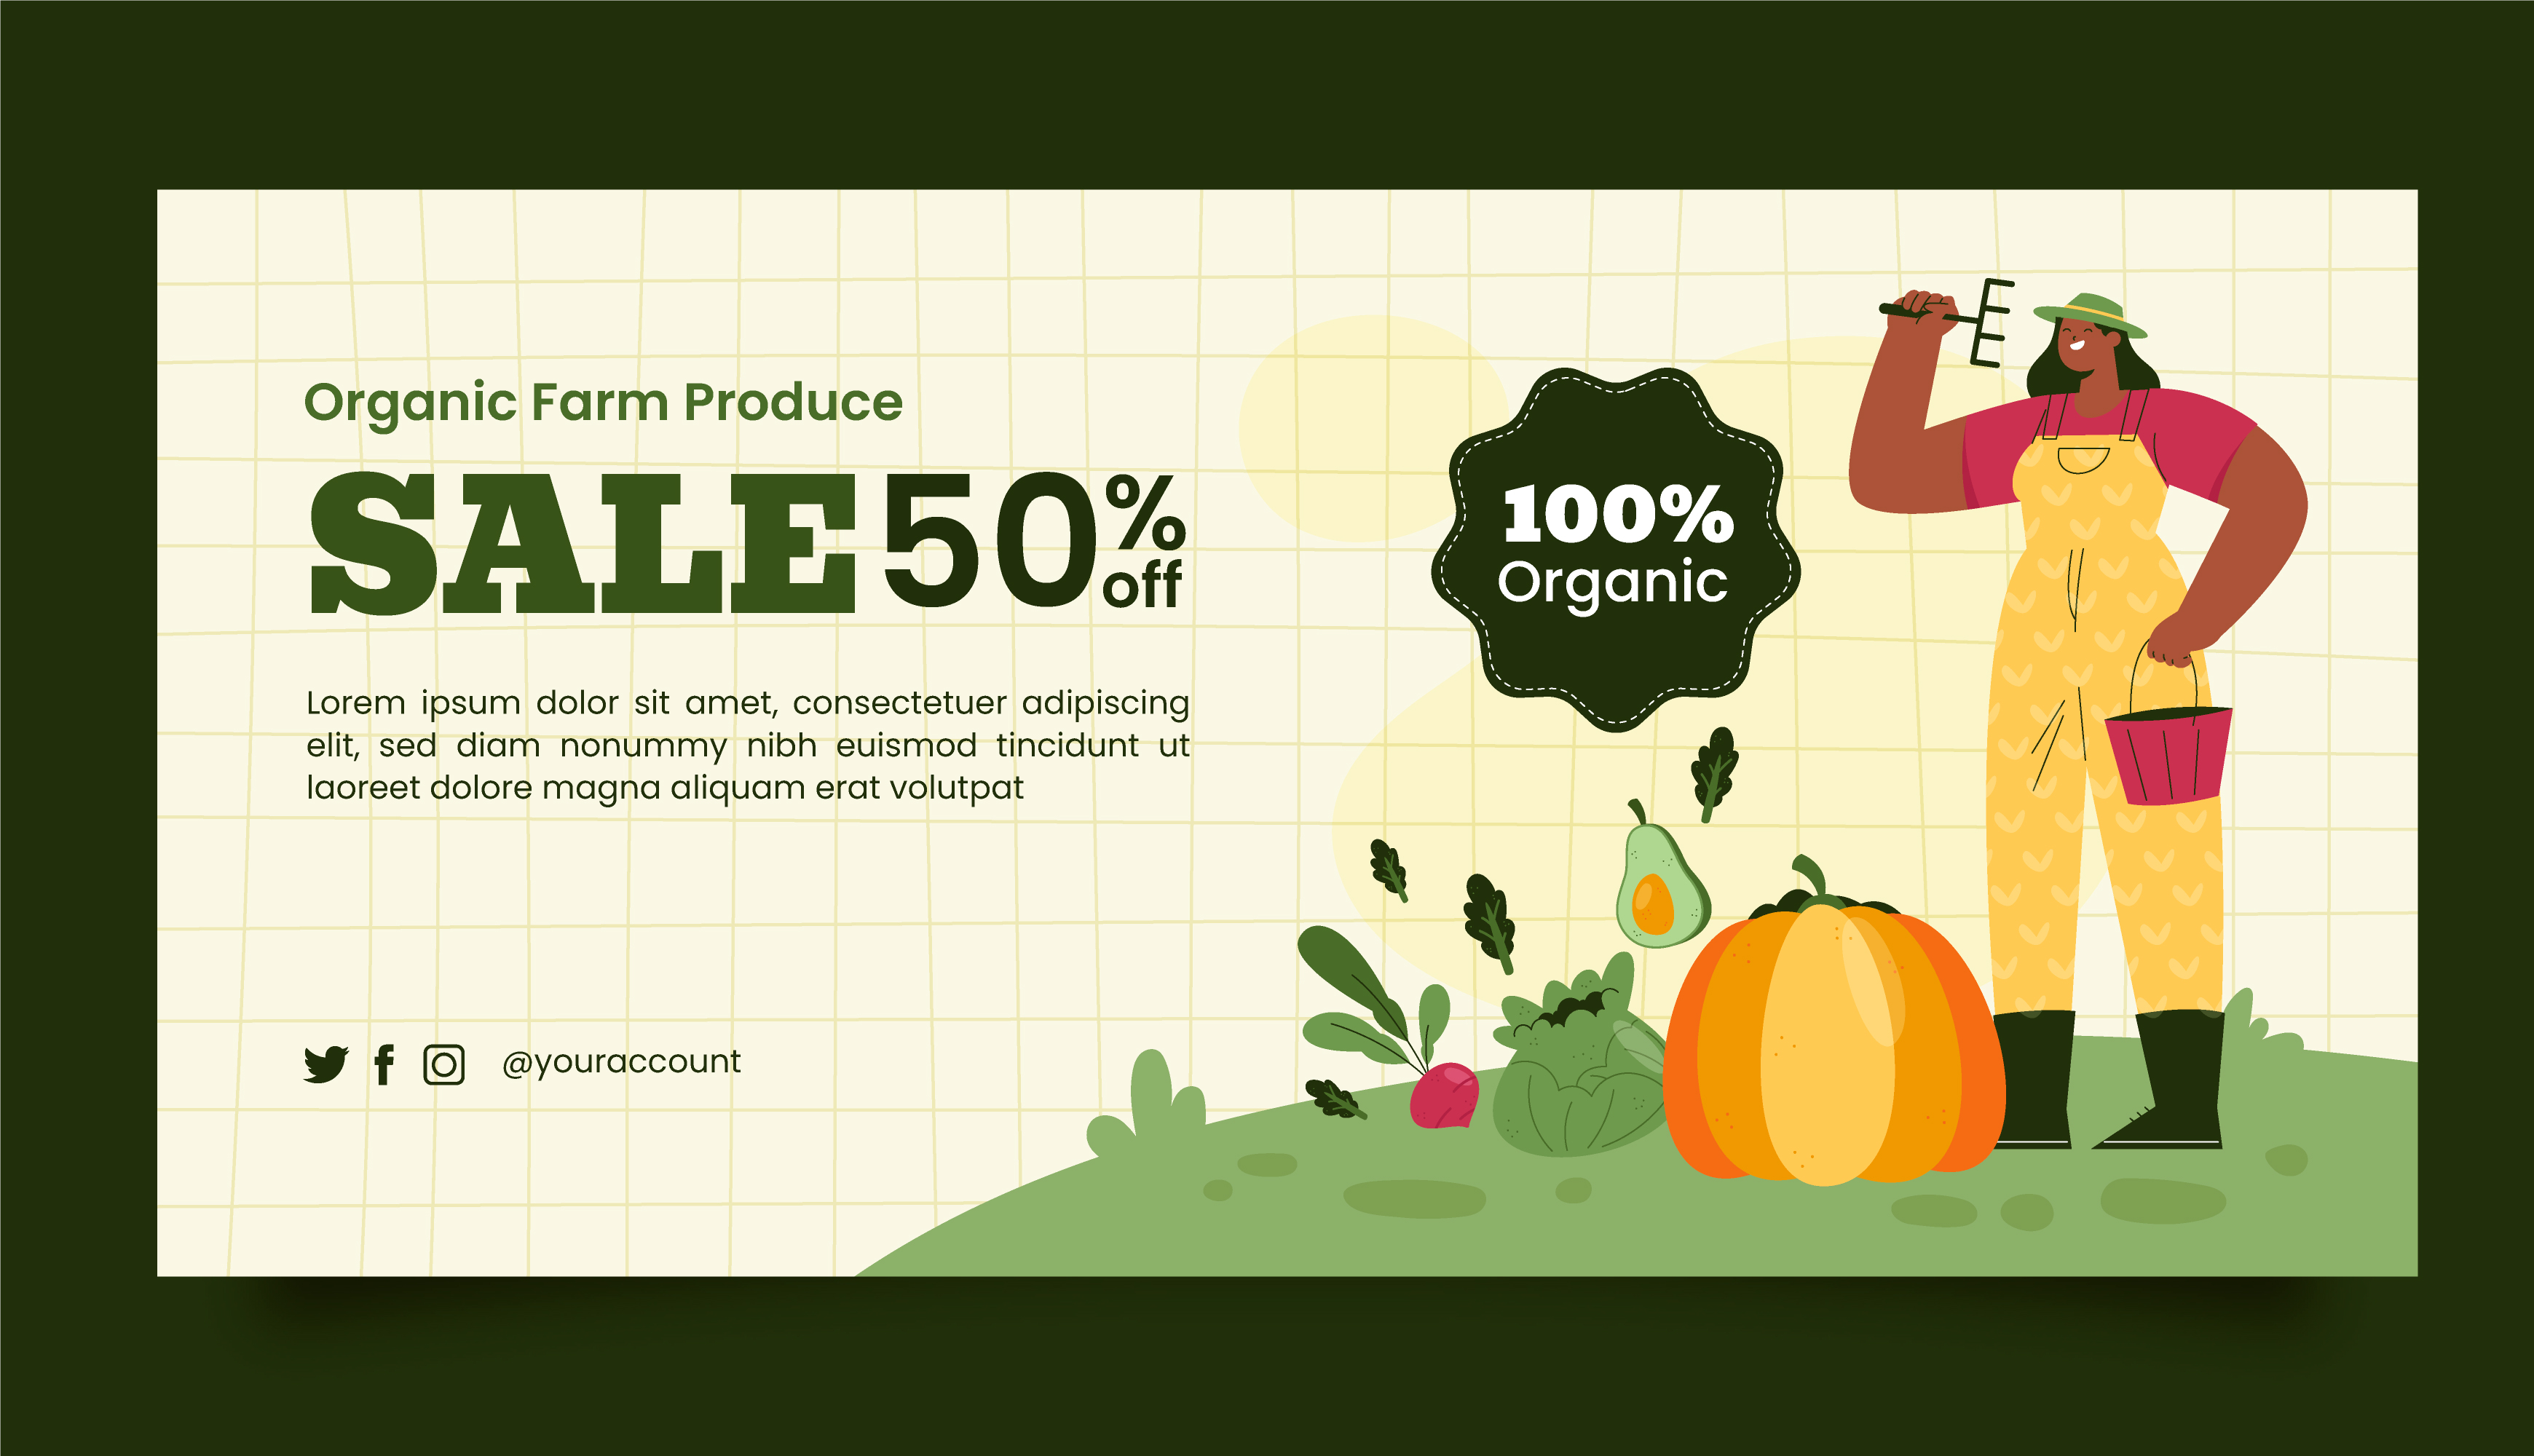 Organic Farm Produce
SALE 50% off
Lorem ipsum dolor sit amet, consectetuer adipiscing
elit, sed diam nonummy nibh euismod tincidunt ut
laoreet dolore magna aliquam erat volutpat
@youraccount
100%
Organic